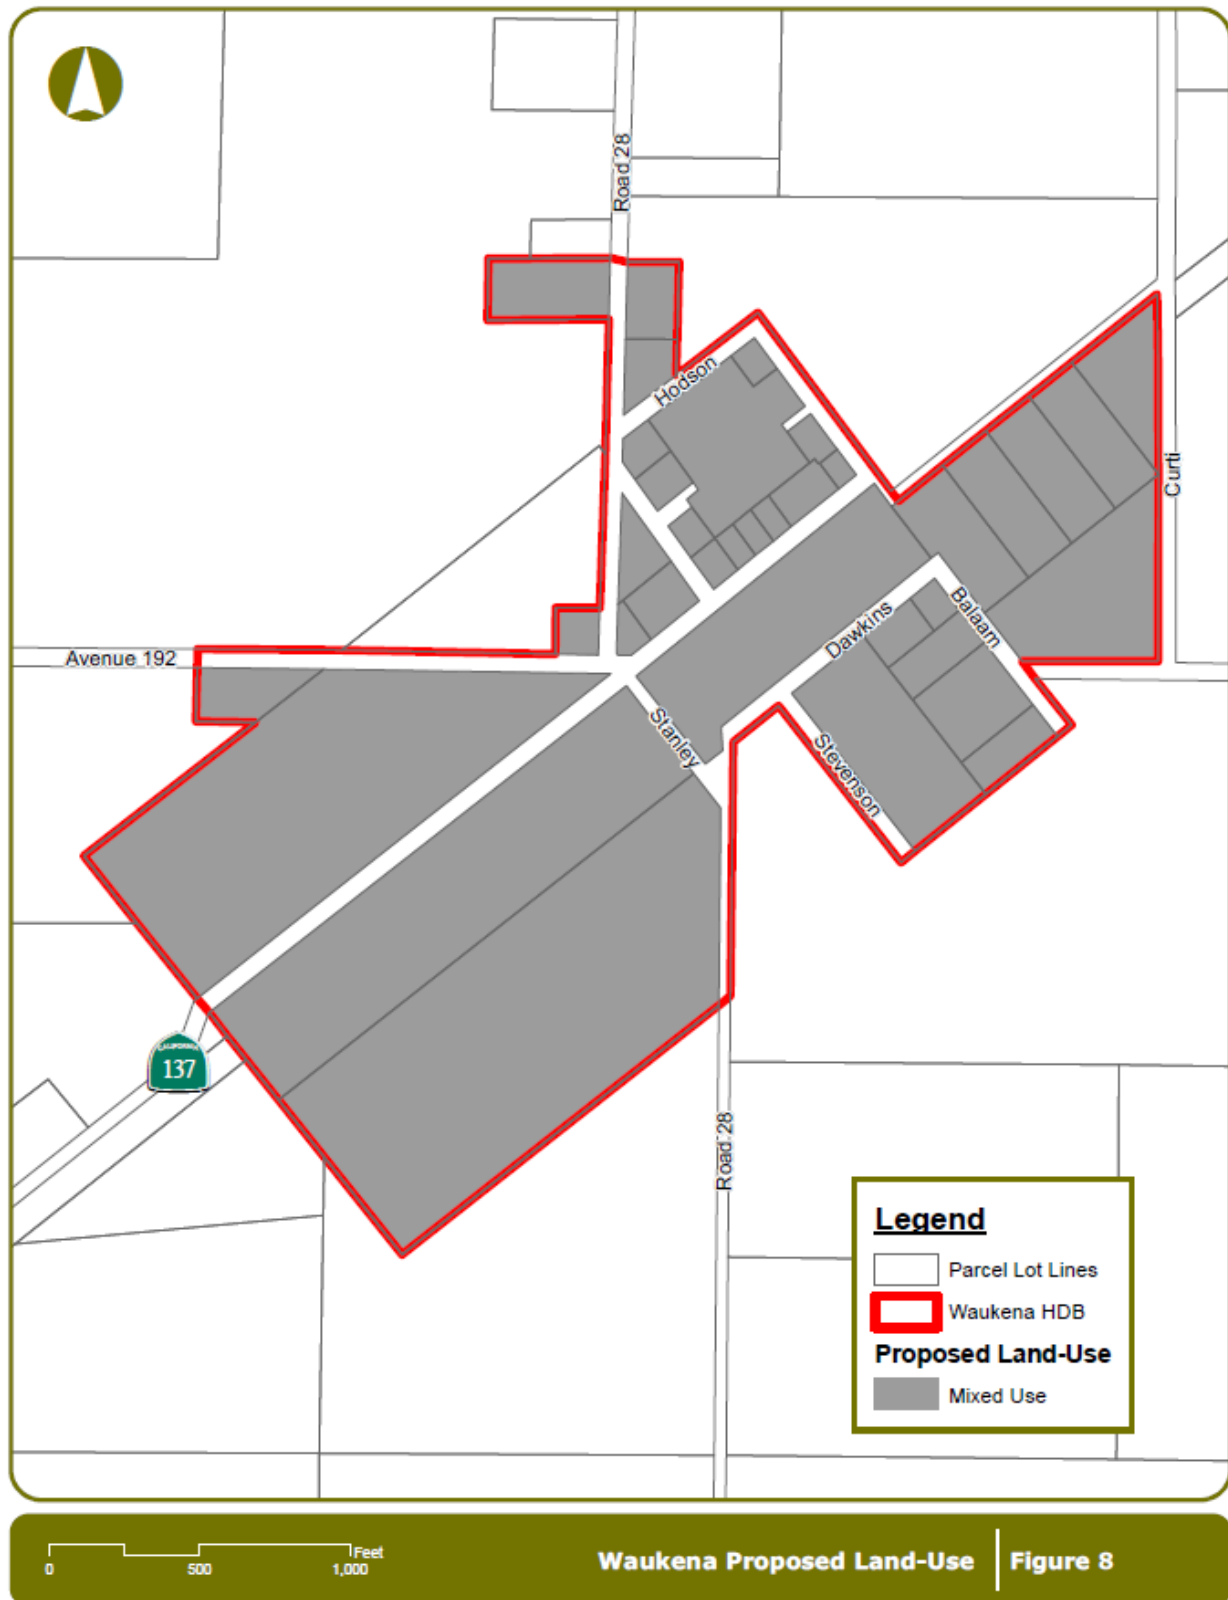 Road 28
Hodson
Curti
Avenue 192
Dawkins
Balaam
Stanley
Stevenson
CALIFORNIA
137
Road 28
Legend
Parcel Lot Lines
Waukena HDB
Proposed Land-Use
Mixed Use
Feet
0 500 1,000
Waukena Proposed Land-Use Figure 8